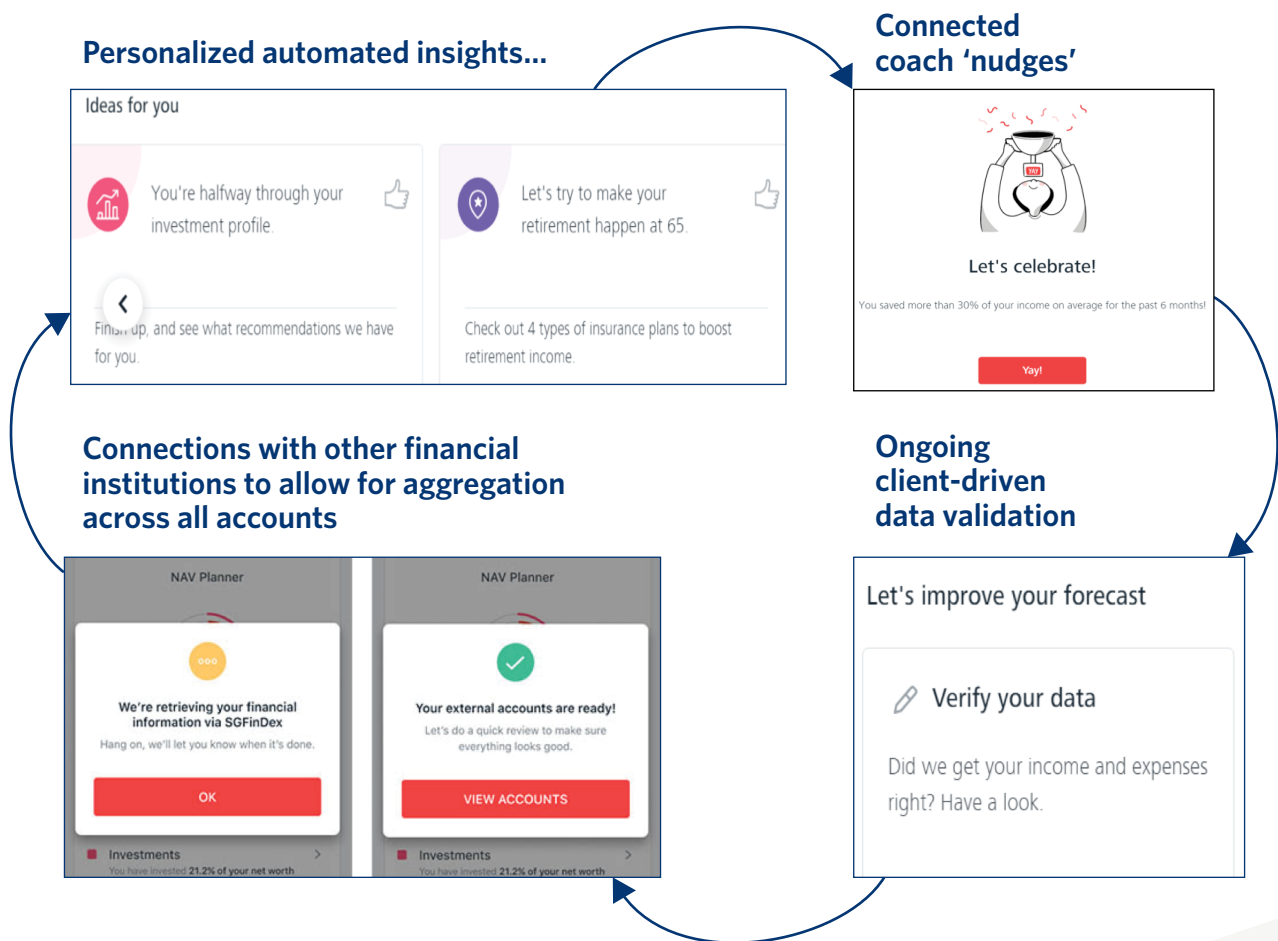 Personalized automated insights...
Ideas for you
You're halfway through your
investment profile.
Finish up, and see what recommendations we have
for you.
Let's try to make your
retirement happen at 65.
Check out 4 types of insurance plans to boost
retirement income.
Connected
coach ‘nudges’
YAY
Let's celebrate!
You saved more than 30% of your income on average for the past 6 months!
Yay!
Connections with other financial
institutions to allow for aggregation
across all accounts
NAV Planner
We're retrieving your financial
information via SGFinDex
Hang on, we'll let you know when it's done.
OK
Investments
You have invested 21.2% of your net worth
NAV Planner
Your external accounts are ready!
Let's do a quick review to make sure
everything looks good.
VIEW ACCOUNTS
Investments
You have invested 21.2% of your net worth
Ongoing
client-driven
data validation
Let's improve your forecast
Verify your data
Did we get your income and expenses
right? Have a look.